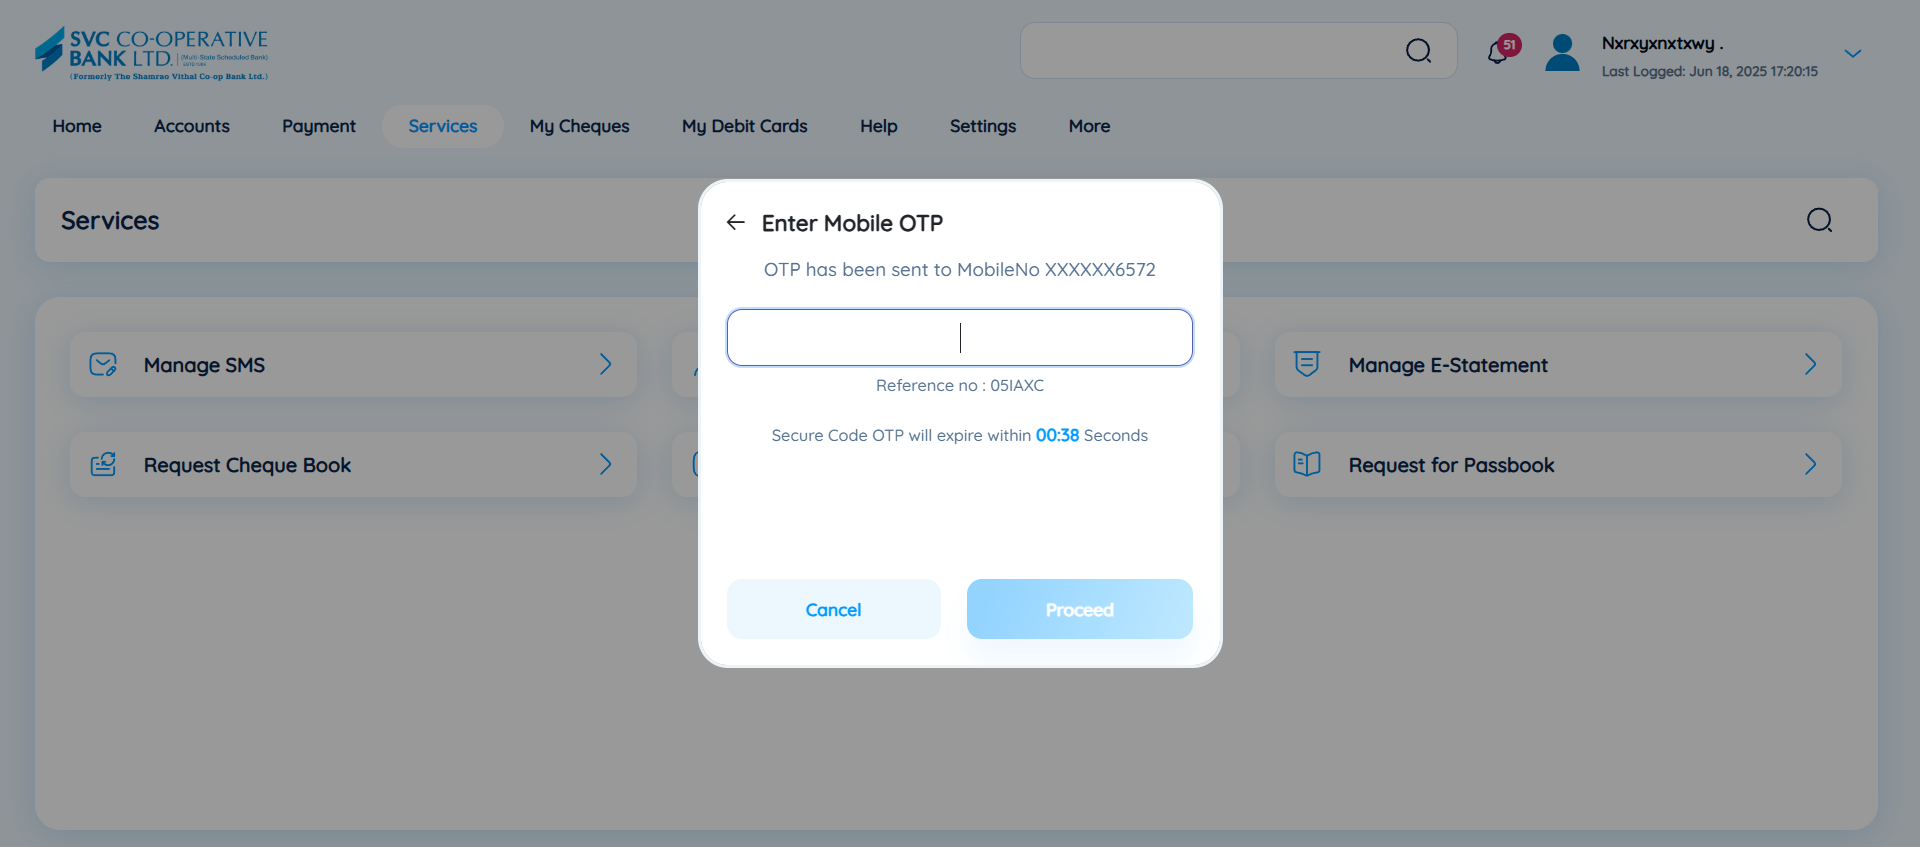 SVC CO-OPERATIVE
BANK LTD. (Multi-State Scheduled Bank)
(Formerly The Shamrao Vithal Co-op Bank Ltd.)
51
Nxrxyxnxtxwy .
Last Logged: Jun 18, 2025 17:20:15
Home Accounts Payment Services My Cheques My Debit Cards Help Settings More
Services
Enter Mobile OTP
OTP has been sent to MobileNo XXXXXX6572
Reference no : 05IAXC
Secure Code OTP will expire within 00:38 Seconds
Cancel Proceed
Manage SMS
Manage E-Statement
Request Cheque Book
Request for Passbook